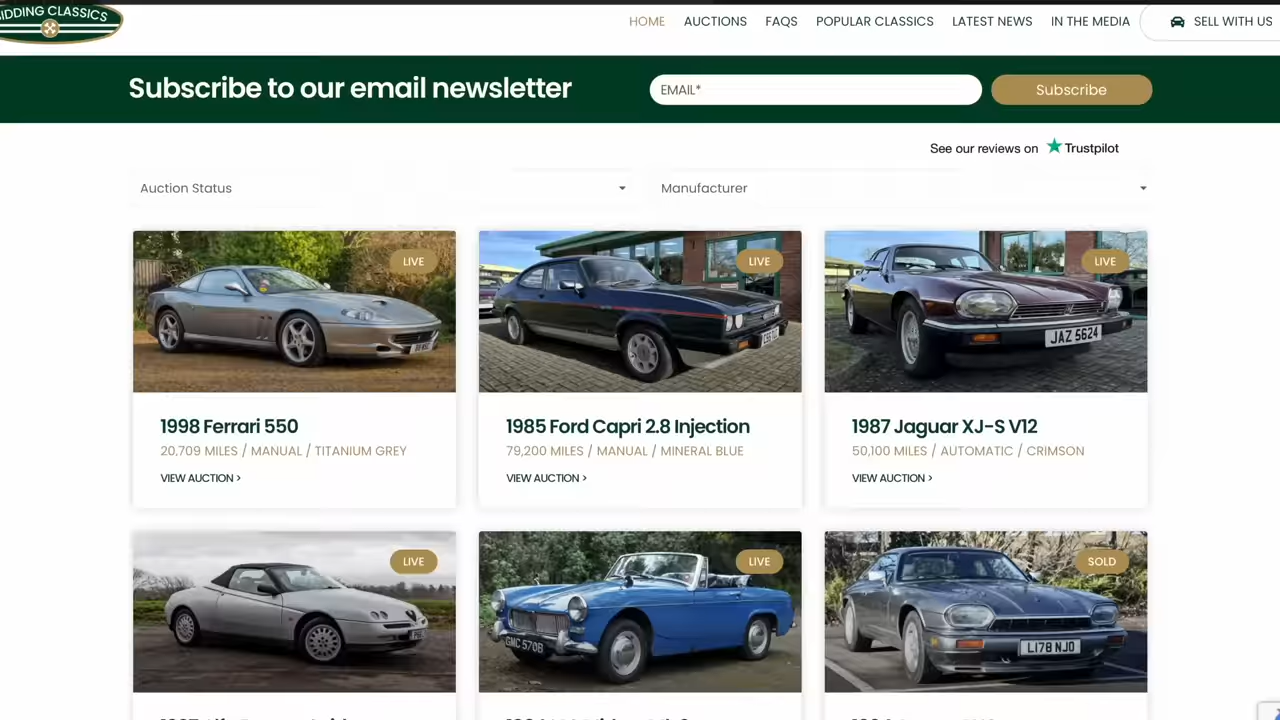 BIDDING CLASSICS
HOME AUCTIONS FAQS POPULAR CLASSICS LATEST NEWS IN THE MEDIA SELL WITH US
Subscribe to our email newsletter
EMAIL*
Subscribe
See our reviews on Trustpilot
Auction Status
Manufacturer
LIVE
LIVE
LIVE
JAZ 5624
1998 Ferrari 550
1985 Ford Capri 2.8 Injection
1987 Jaguar XJ-S V12
20,709 MILES / MANUAL / TITANIUM GREY
79,200 MILES / MANUAL / MINERAL BLUE
50,100 MILES / AUTOMATIC / CRIMSON
VIEW AUCTION >
VIEW AUCTION >
VIEW AUCTION >
LIVE
LIVE
SOLD
GMC 570B
L178 NJO